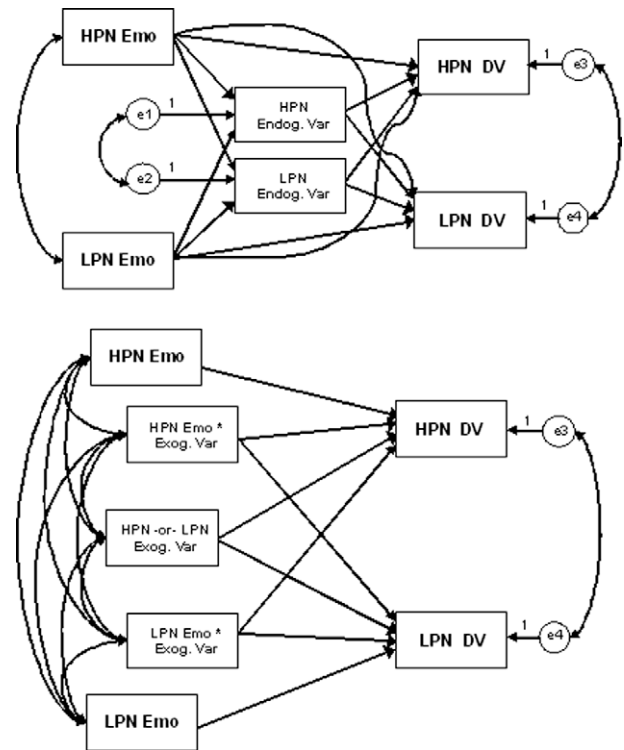 HPN Emo
HPN DV
1
e3
e1
1
HPN
Endog. Var
e2
1
LPN
Endog. Var
LPN DV
1
e4
LPN Emo
HPN Emo
HPN Emo *
Exog. Var
HPN DV
1
e3
HPN -or- LPN
Exog. Var
LPN Emo *
Exog. Var
LPN DV
1
e4
LPN Emo